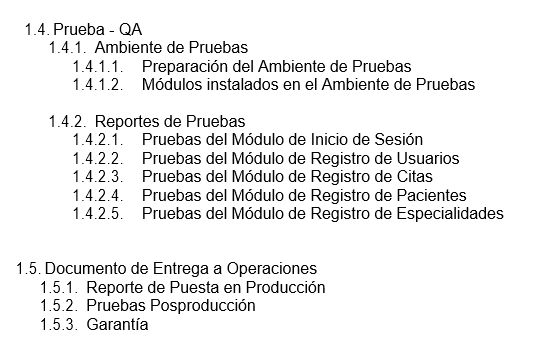 1.4. Prueba - QA
1.4.1. Ambiente de Pruebas
1.4.1.1. Preparación del Ambiente de Pruebas
1.4.1.2. Módulos instalados en el Ambiente de Pruebas
1.4.2. Reportes de Pruebas
1.4.2.1. Pruebas del Módulo de Inicio de Sesión
1.4.2.2. Pruebas del Módulo de Registro de Usuarios
1.4.2.3. Pruebas del Módulo de Registro de Citas
1.4.2.4. Pruebas del Módulo de Registro de Pacientes
1.4.2.5. Pruebas del Módulo de Registro de Especialidades
1.5. Documento de Entrega a Operaciones
1.5.1. Reporte de Puesta en Producción
1.5.2. Pruebas Posproducción
1.5.3. Garantía